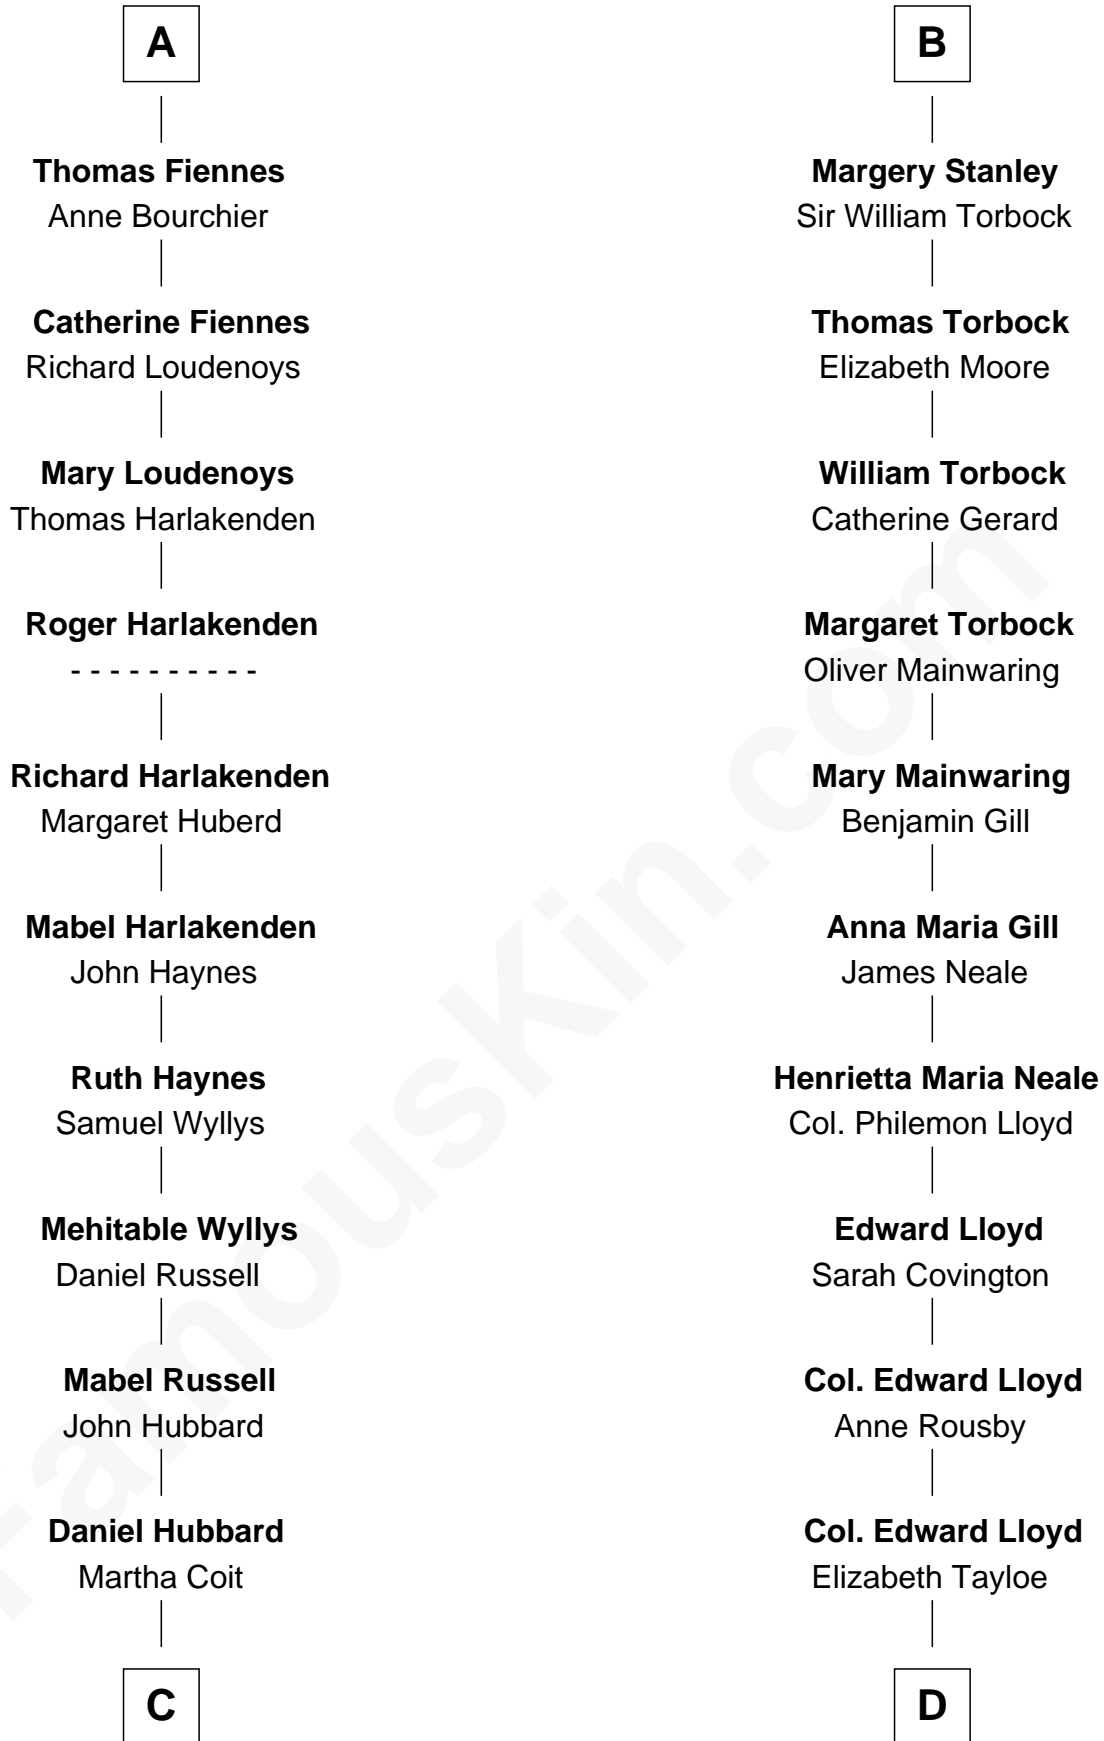 A
Thomas Fiennes
Anne Bourchier
Catherine Fiennes
Richard Loudenoys
Mary Loudenoys
Thomas Harlakenden
Roger Harlakenden
- - - - - - - - - -
Richard Harlakenden
Margaret Huberd
Mabel Harlakenden
John Haynes
Ruth Haynes
Samuel Wyllys
Mehitable Wyllys
Daniel Russell
Mabel Russell
John Hubbard
Daniel Hubbard
Martha Coit
C
B
Margery Stanley
Sir William Torbock
Thomas Torbock
Elizabeth Moore
William Torbock
Catherine Gerard
Margaret Torbock
Oliver Mainwaring
Mary Mainwaring
Benjamin Gill
Anna Maria Gill
James Neale
Henrietta Maria Neale
Col. Philemon Lloyd
Edward Lloyd
Sarah Covington
Col. Edward Lloyd
Anne Rousby
Col. Edward Lloyd
Elizabeth Tayloe
D
FamousKin.com